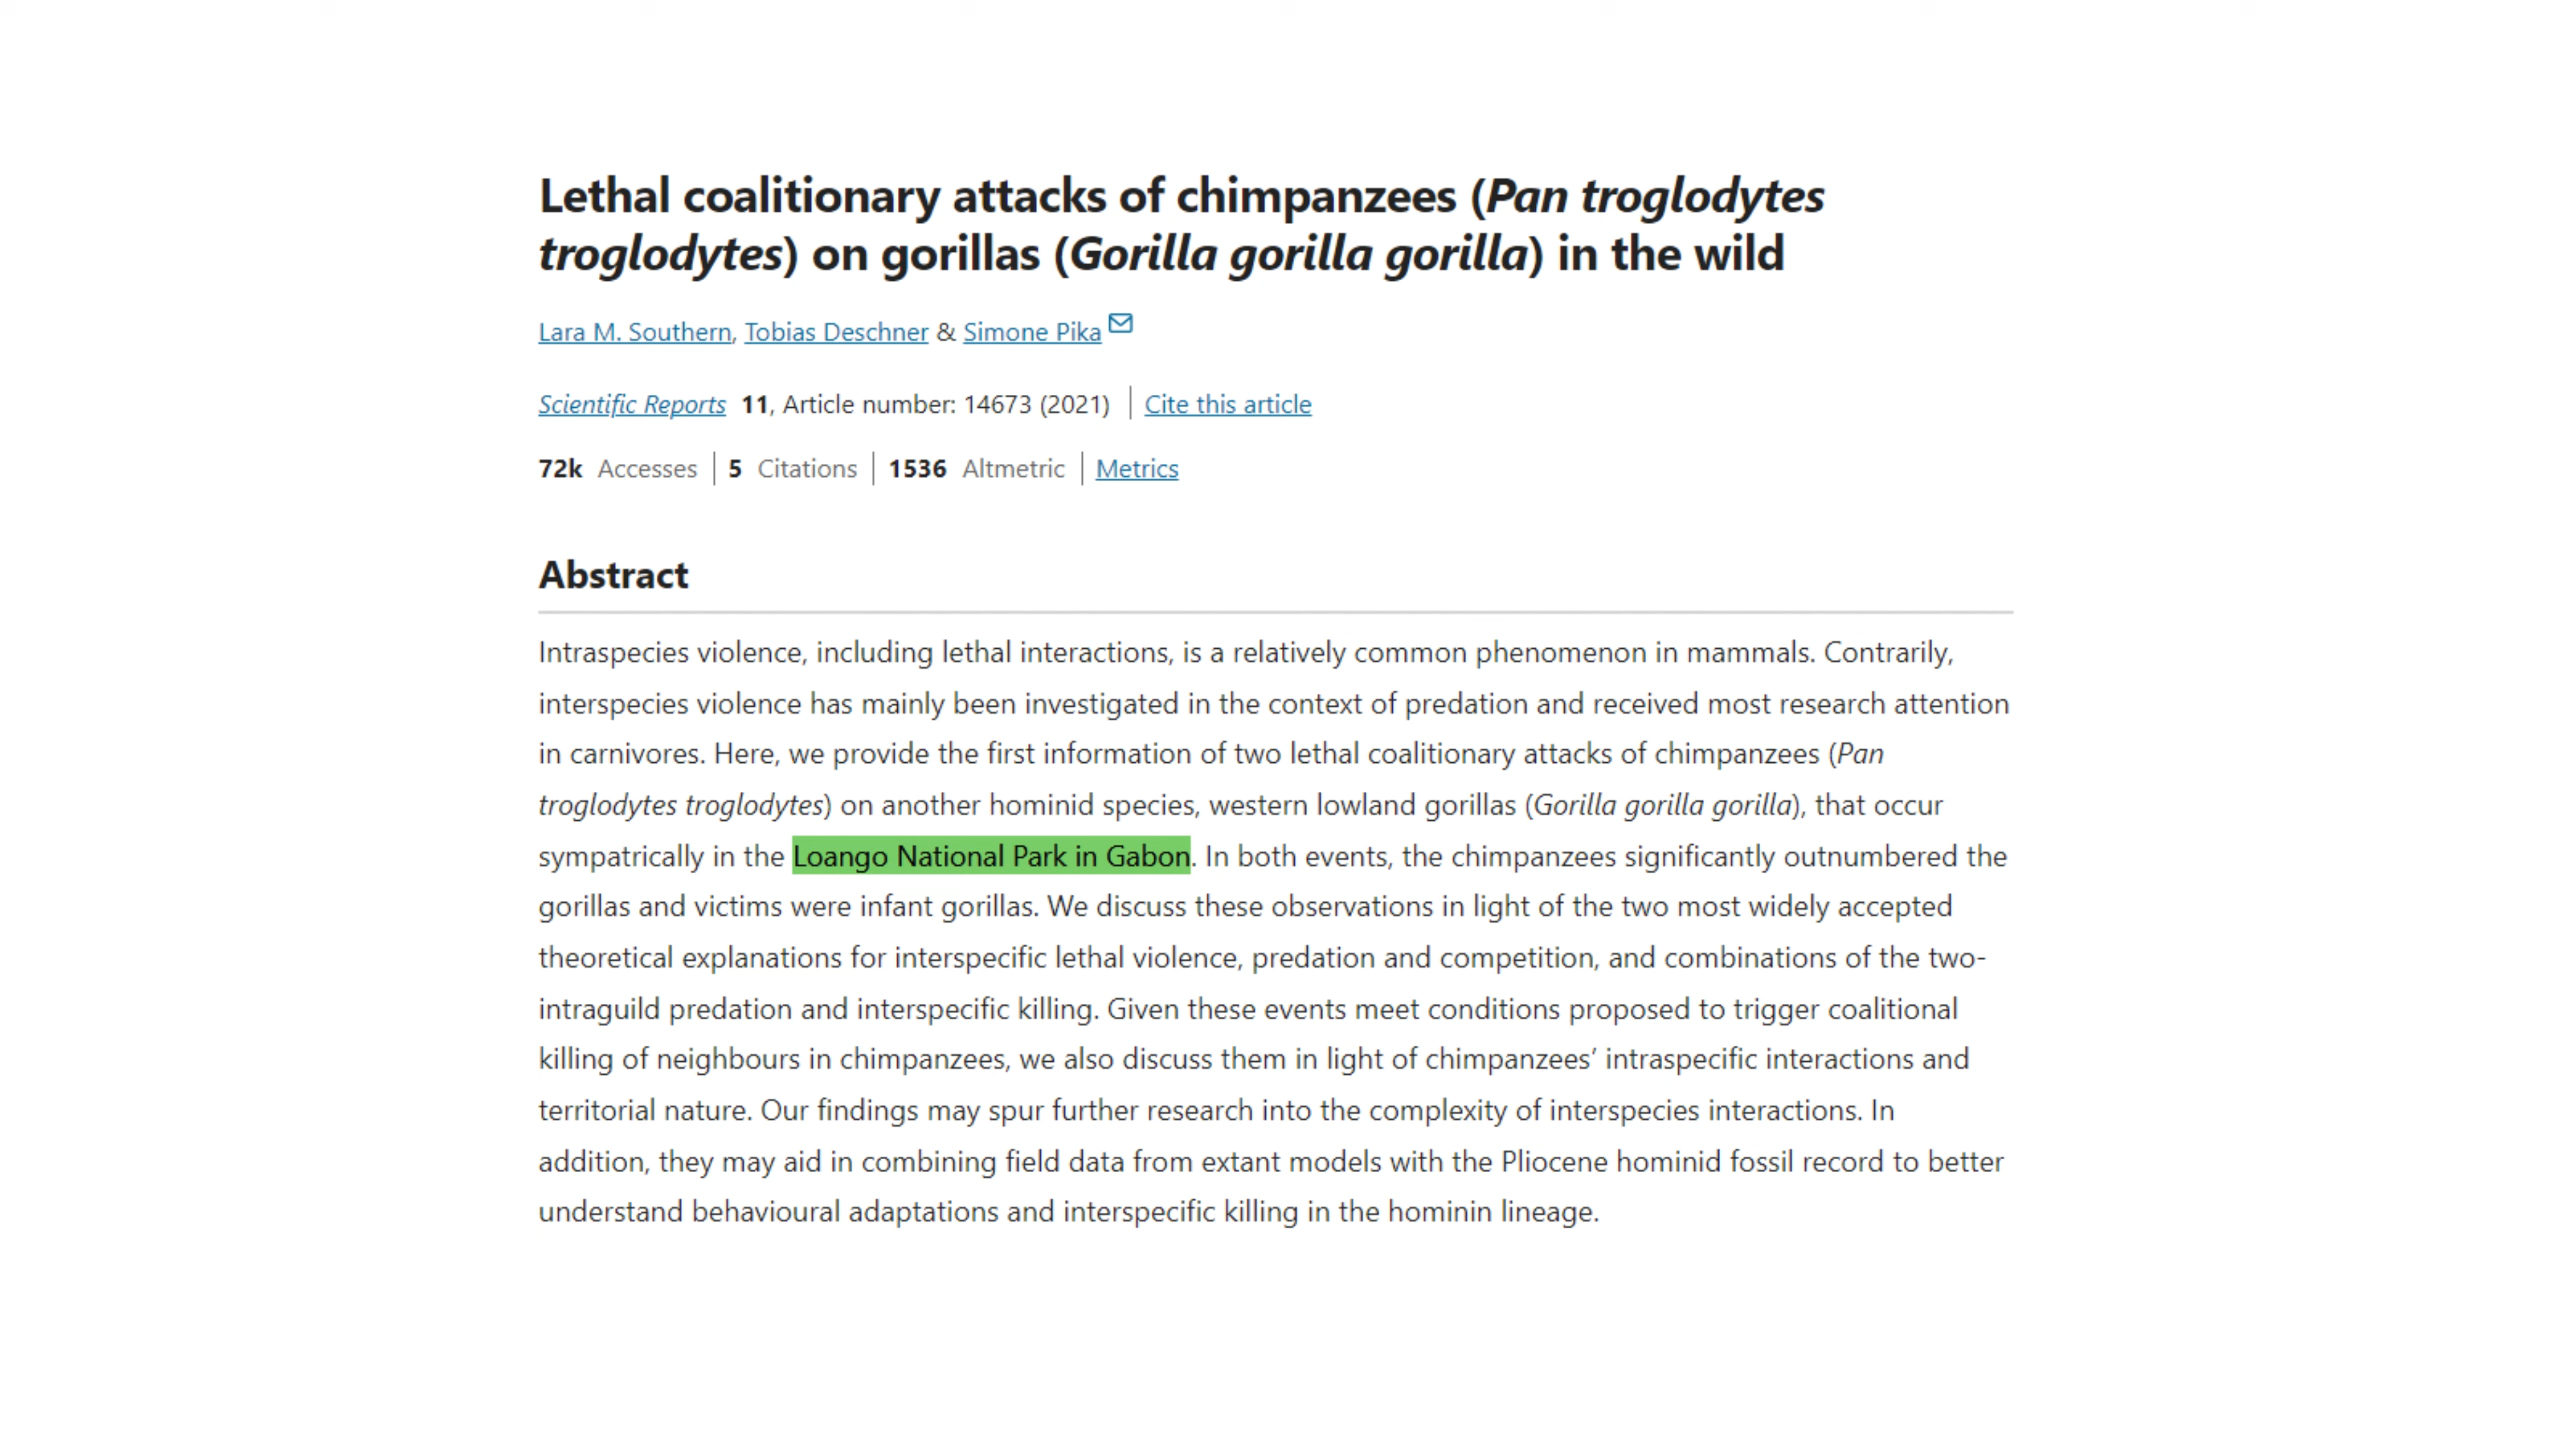 Lethal coalitionary attacks of chimpanzees (Pan troglodytes
troglodytes) on gorillas (Gorilla gorilla gorilla) in the wild
Lara M. Southern, Tobias Deschner & Simone Pika
Scientific Reports 11, Article number: 14673 (2021) | Cite this article
72k Accesses | 5 Citations | 1536 Altmetric | Metrics
Abstract
Intraspecies violence, including lethal interactions, is a relatively common phenomenon in mammals. Contrarily,
interspecies violence has mainly been investigated in the context of predation and received most research attention
in carnivores. Here, we provide the first information of two lethal coalitionary attacks of chimpanzees (Pan
troglodytes troglodytes) on another hominid species, western lowland gorillas (Gorilla gorilla gorilla), that occur
sympatrically in the Loango National Park in Gabon. In both events, the chimpanzees significantly outnumbered the
gorillas and victims were infant gorillas. We discuss these observations in light of the two most widely accepted
theoretical explanations for interspecific lethal violence, predation and competition, and combinations of the two-
intraguild predation and interspecific killing. Given these events meet conditions proposed to trigger coalitional
killing of neighbours in chimpanzees, we also discuss them in light of chimpanzees’ intraspecific interactions and
territorial nature. Our findings may spur further research into the complexity of interspecies interactions. In
addition, they may aid in combining field data from extant models with the Pliocene hominid fossil record to better
understand behavioural adaptations and interspecific killing in the hominin lineage.